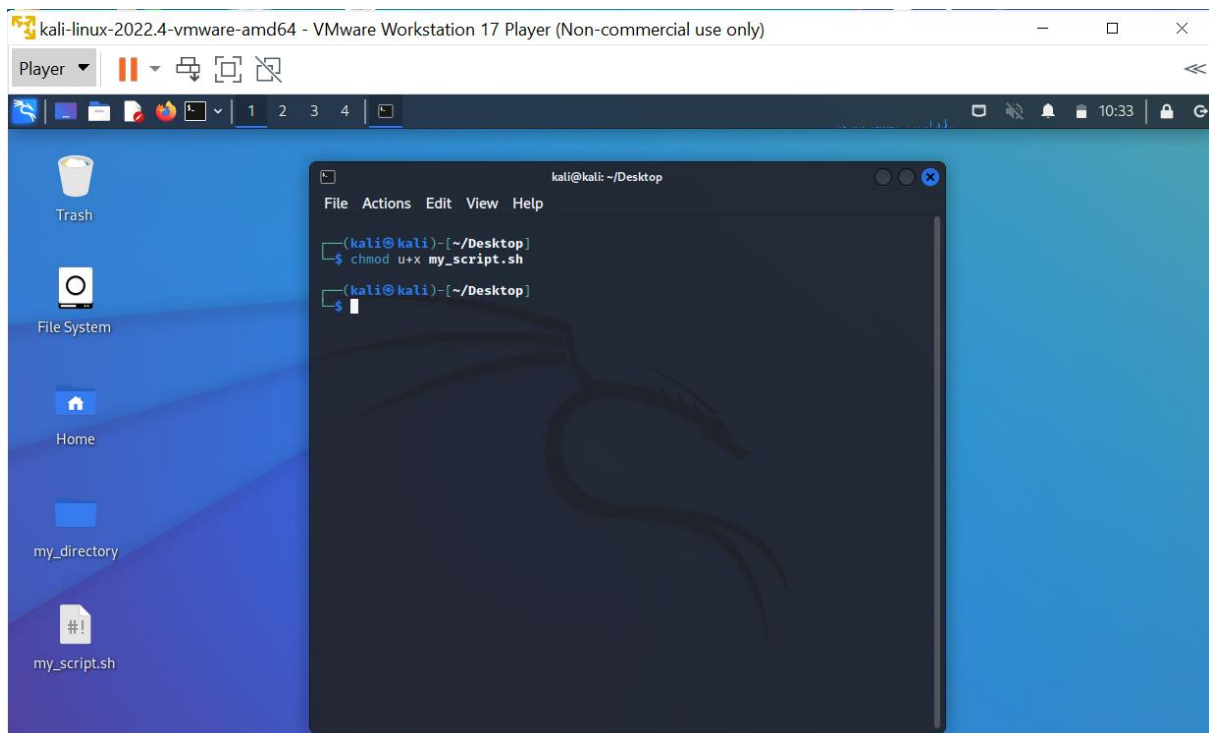 kali-linux-2022.4-vmware-amd64 - VMware Workstation 17 Player (Non-commercial use only)
Player
1 2 3 4
10:33
kali@kali: ~/Desktop
File Actions Edit View Help
Trash
┌──(kali㉿kali)-[~/Desktop]
└─$ chmod u+x my_script.sh
┌──(kali㉿kali)-[~/Desktop]
└─$
File System
Home
my_directory
#!
my_script.sh